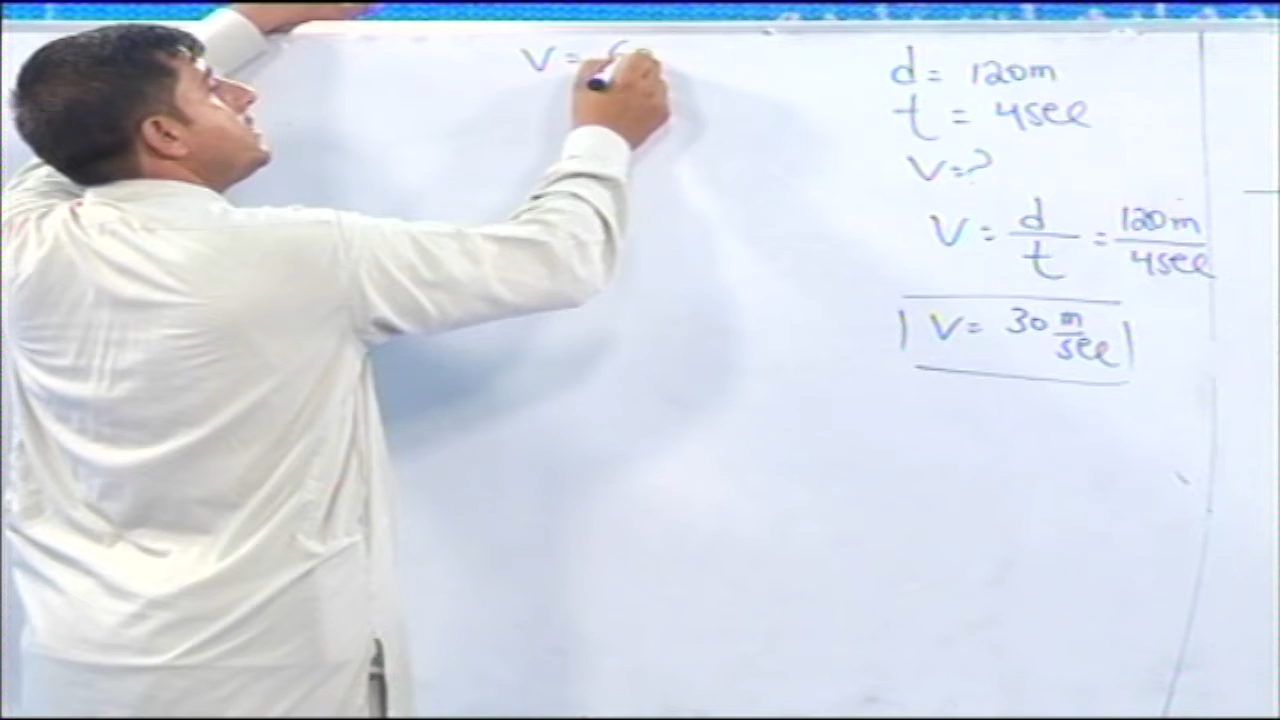 V =
d = 120m
t = 4sec
V=?
V = d/t = 120m/4sec
V= 30 m/sec